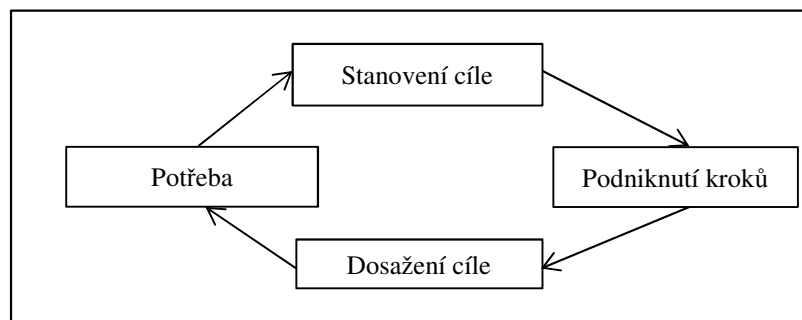 Stanovení cíle
Potřeba
Podniknutí kroků
Dosažení cíle